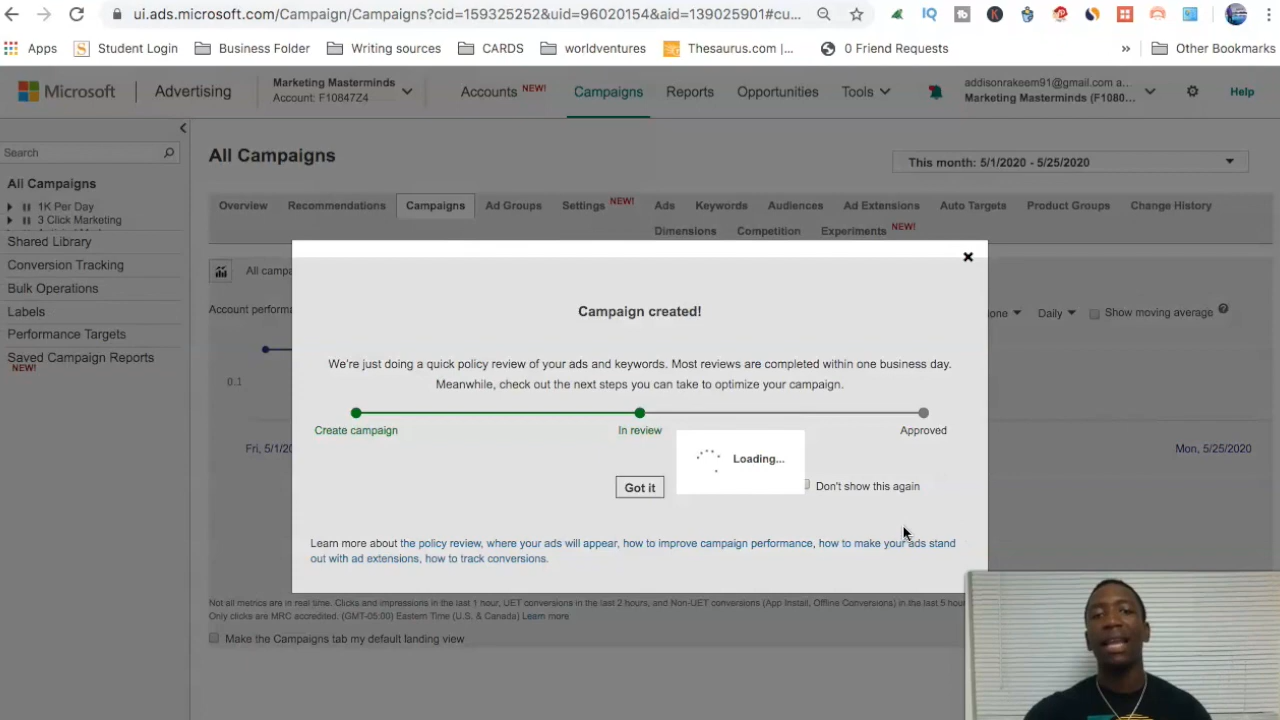 ui.ads.microsoft.com/Campaign/Campaigns?cid=159325252&uid=96020154&aid=139025901#cu...
Apps
Student Login
Business Folder
Writing sources
CARDS
worldventures
Thsaurus.com |...
0 Friend Requests
»
Other Bookmarks
Microsoft
Advertising
Marketing Masterminds
Account: F10847Z4
Accounts NEW!
Campaigns
Reports
Opportunities
Tools
addisonrakeem91@gmail.com a...
Marketing Masterminds (F1080...
Help
Search
All Campaigns
1K Per Day
3 Click Marketing
Shared Library
Conversion Tracking
Bulk Operations
Labels
Performance Targets
Saved Campaign Reports
NEW!
All Campaigns
This month: 5/1/2020 - 5/25/2020
Overview
Recommendations
Campaigns
Ad Groups
Settings NEW!
Ads
Keywords
Audiences
Ad Extensions
Auto Targets
Product Groups
Change History
Dimensions
Competition
Experiments NEW!
All campa
Account performa
one
Daily
Show moving average
0.1
Fri, 5/1/20
Mon, 5/25/2020
Campaign created!
We're just doing a quick policy review of your ads and keywords. Most reviews are completed within one business day.
Meanwhile, check out the next steps you can take to optimize your campaign.
Create campaign
In review
Approved
Loading...
Got it
Don't show this again
Learn more about the policy review, where your ads will appear, how to improve campaign performance, how to make your ads stand
out with ad extensions, how to track conversions.
Not all metrics are in real time. Clicks and impressions in the last 1 hour, UET conversions in the last 2 hours, and Non-UET conversions (App Install, Offline Conversions) in the last 5 hou
Only clicks are MRC accredited. (GMT-05:00) Eastern Time (U.S. & Canada) Learn more
Make the Campaigns tab my default landing view